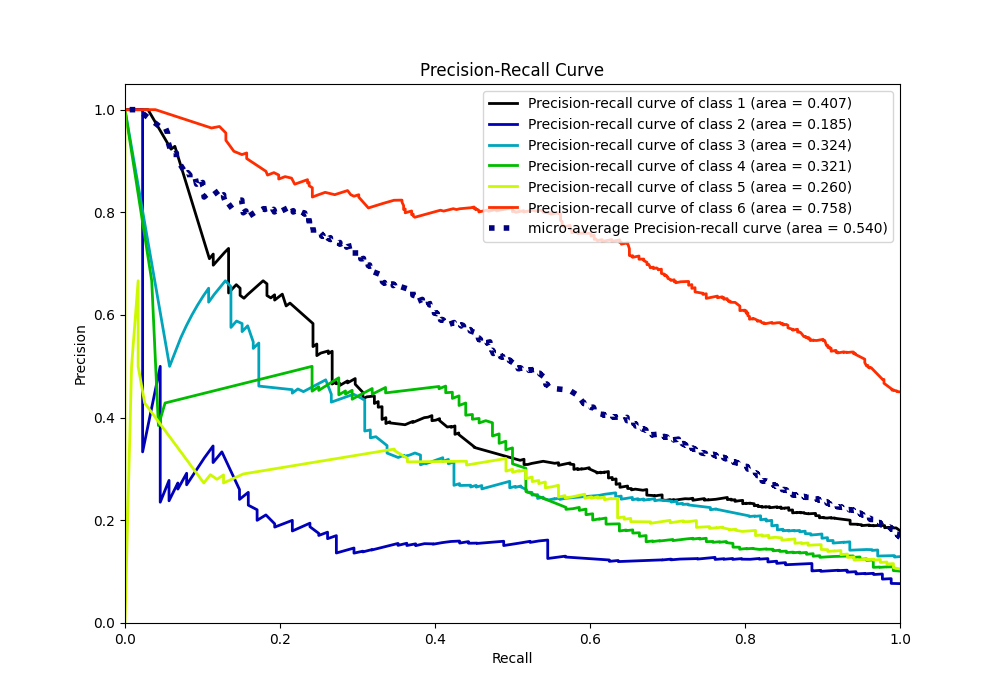 Precision-Recall Curve
Precision-recall curve of class 1 (area = 0.407)
Precision-recall curve of class 2 (area = 0.185)
Precision-recall curve of class 3 (area = 0.324)
Precision-recall curve of class 4 (area = 0.321)
Precision-recall curve of class 5 (area = 0.260)
Precision-recall curve of class 6 (area = 0.758)
micro-average Precision-recall curve (area = 0.540)
Precision
1.0
0.8
0.6
0.4
0.2
0.0
0.0 0.2 0.4 0.6 0.8 1.0
Recall